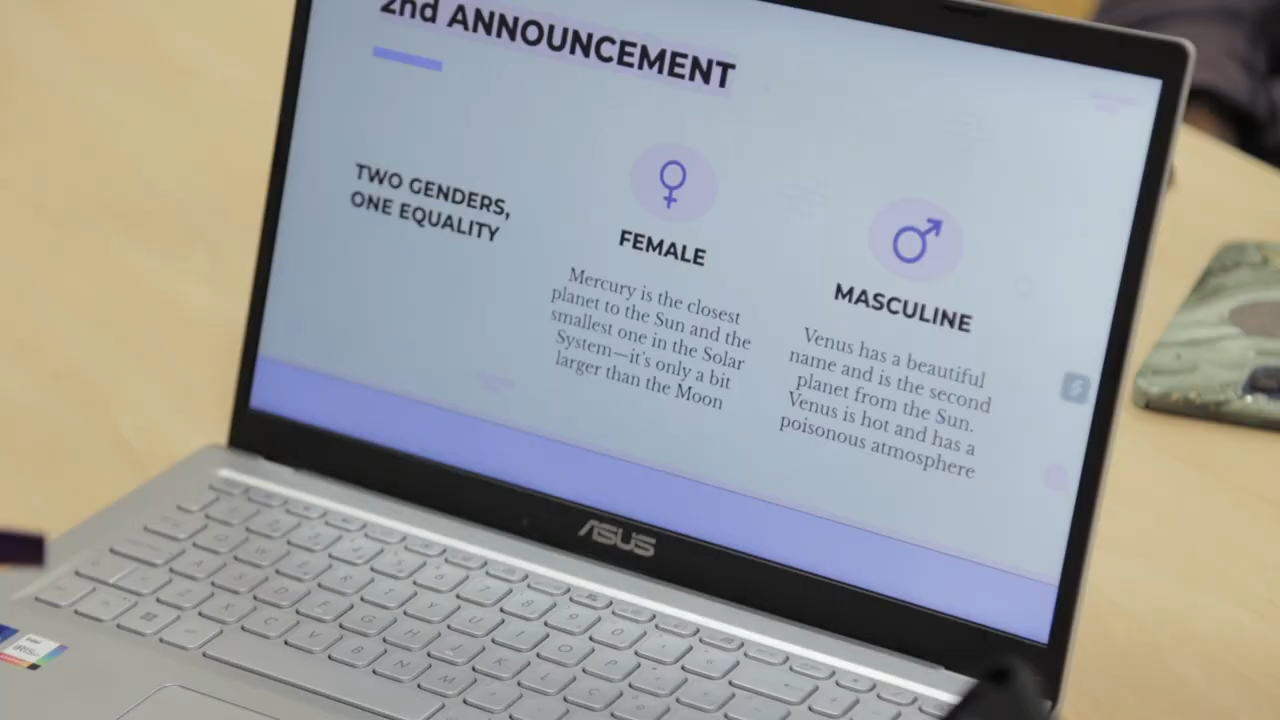 2nd ANNOUNCEMENT
TWO GENDERS,
ONE EQUALITY
FEMALE
Mercury is the closest
planet to the Sun and the
smallest one in the Solar
System—it's only a bit
larger than the Moon
MASCULINE
Venus has a beautiful
name and is the second
planet from the Sun.
Venus is hot and has a
poisonous atmosphere
ASUS